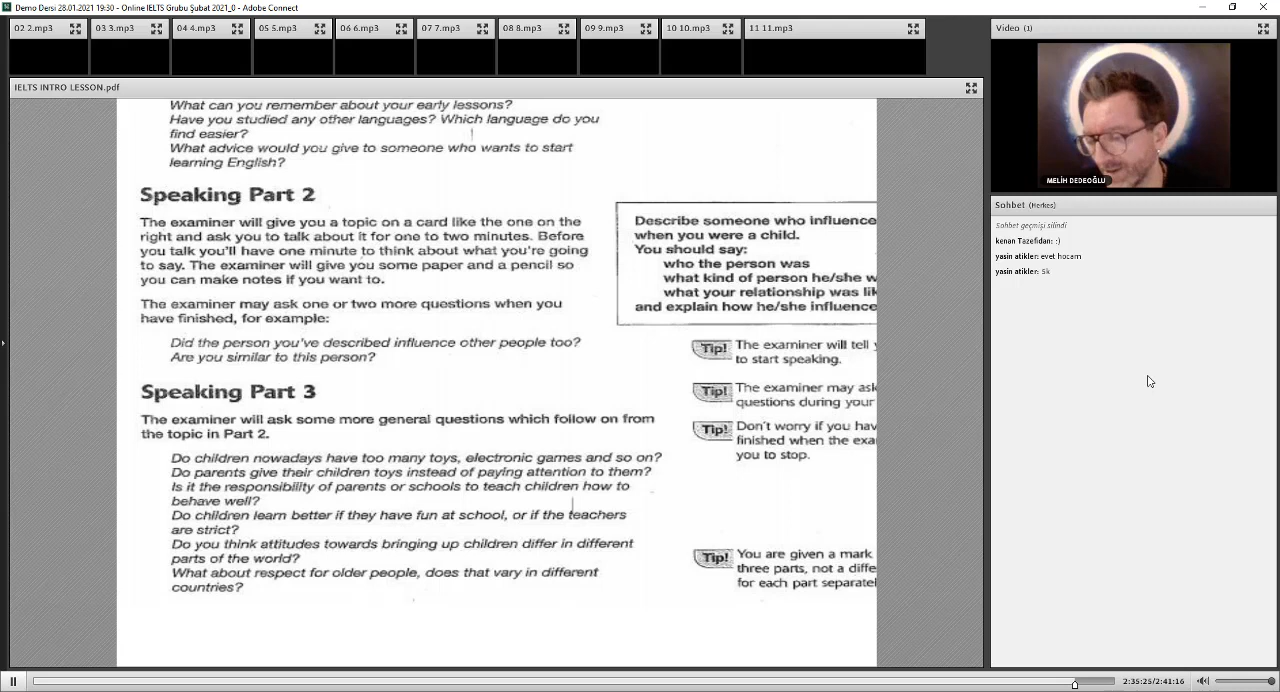 Demo Dersi 28.01.2021 19:30 - Online IELTS Grubu Şubat 2021_0 - Adobe Connect
02 2.mp3
03 3.mp3
04 4.mp3
05 5.mp3
06 6.mp3
07 7.mp3
08 8.mp3
09 9.mp3
10 10.mp3
11 11.mp3
IELTS INTRO LESSON.pdf
What can you remember about your early lessons?
Have you studied any other languages? Which language do you
find easier?
What advice would you give to someone who wants to start
learning English?
Speaking Part 2
The examiner will give you a topic on a card like the one on the
right and ask you to talk about it for one to two minutes. Before
you talk you'll have one minute to think about what you're going
to say. The examiner will give you some paper and a pencil so
you can make notes if you want to.
The examiner may ask one or two more questions when you
have finished, for example:
Did the person you've described influence other people too?
Are you similar to this person?
Speaking Part 3
The examiner will ask some more general questions which follow on from
the topic in Part 2.
Do children nowadays have too many toys, electronic games and so on?
Do parents give their children toys instead of paying attention to them?
Is it the responsibility of parents or schools to teach children how to
behave well?
Do children learn better if they have fun at school, or if the teachers
are strict?
Do you think attitudes towards bringing up children differ in different
parts of the world?
What about respect for older people, does that vary in different
countries?
Describe someone who influence
when you were a child.
You should say:
who the person was
what kind of person he/she w
what your relationship was lik
and explain how he/she influence
Tip! The examiner will tell
to start speaking.
Tip! The examiner may ask
questions during your
Tip! Don't worry if you hav
finished when the exa
you to stop.
Tip! You are given a mark
three parts, not a diffe
for each part separatel
Video (1)
MELİH DEDEOĞLU
Sohbet (Herkes)
Sohbet geçmişi silindi
kenan Tazefidan: :)
yasin atikler: evet hocam
yasin atikler: 5k
2:35:25/2:41:16